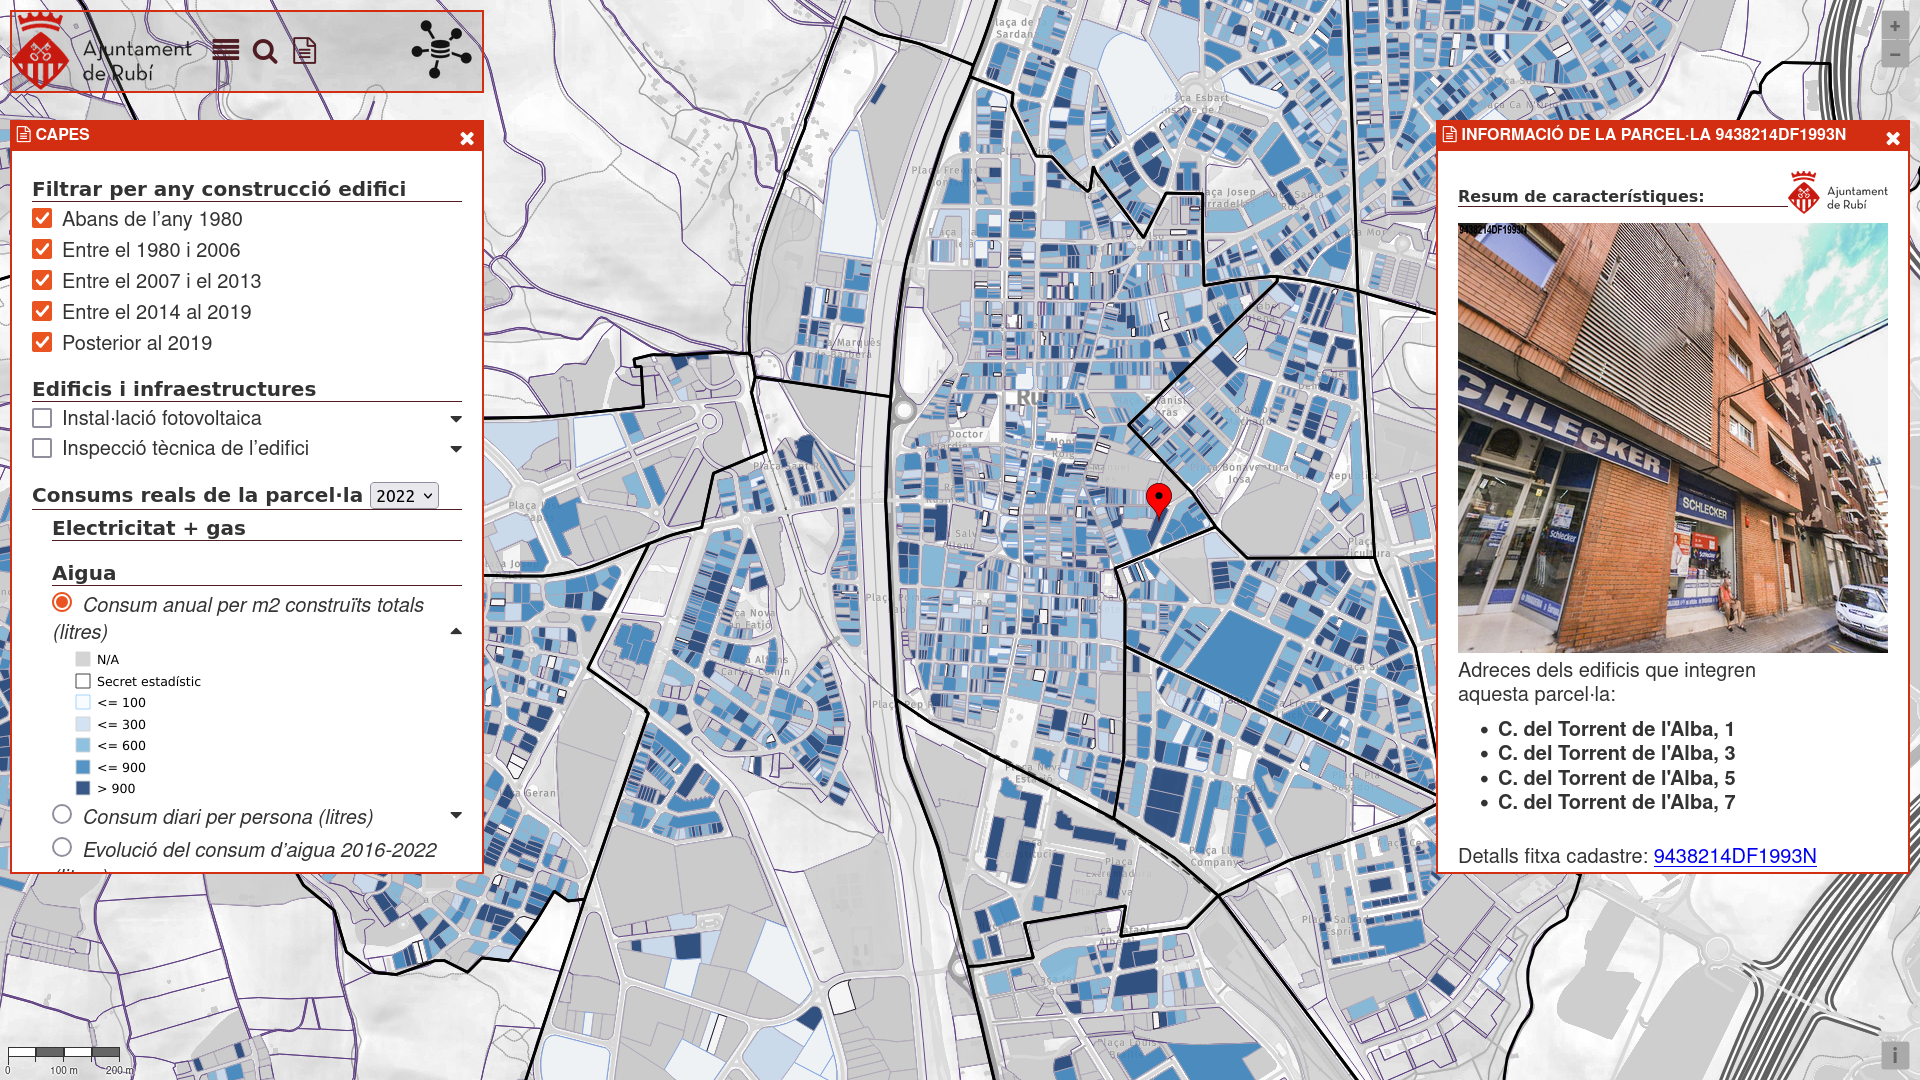 Ajuntament
de Rubí
CAPES
Filtrar per any construcció edifici
Abans de l’any 1980
Entre el 1980 i 2006
Entre el 2007 i el 2013
Entre el 2014 al 2019
Posterior al 2019
Edificis i infraestructures
Instal·lació fotovoltaica
Inspecció tècnica de l’edifici
Consums reals de la parcel·la 2022
Electricitat + gas
Aigua
Consum anual per m2 construïts totals
(litres)
N/A
Secret estadístic
<= 100
<= 300
<= 600
<= 900
> 900
Consum diari per persona (litres)
Evolució del consum d’aigua 2016-2022
0 100 m 200 m
Doctor
Plaça Nova
Plaça
Company
INFORMACIÓ DE LA PARCEL·LA 9438214DF1993N
Resum de característiques:
Ajuntament
de Rubí
9438214DF1993N
SCHLECKER
SCHLECKER
Schlecker
Adreces dels edificis que integren
aquesta parcel·la:
C. del Torrent de l'Alba, 1
C. del Torrent de l'Alba, 3
C. del Torrent de l'Alba, 5
C. del Torrent de l'Alba, 7
Detalls fitxa cadastre: 9438214DF1993N
+
−
i